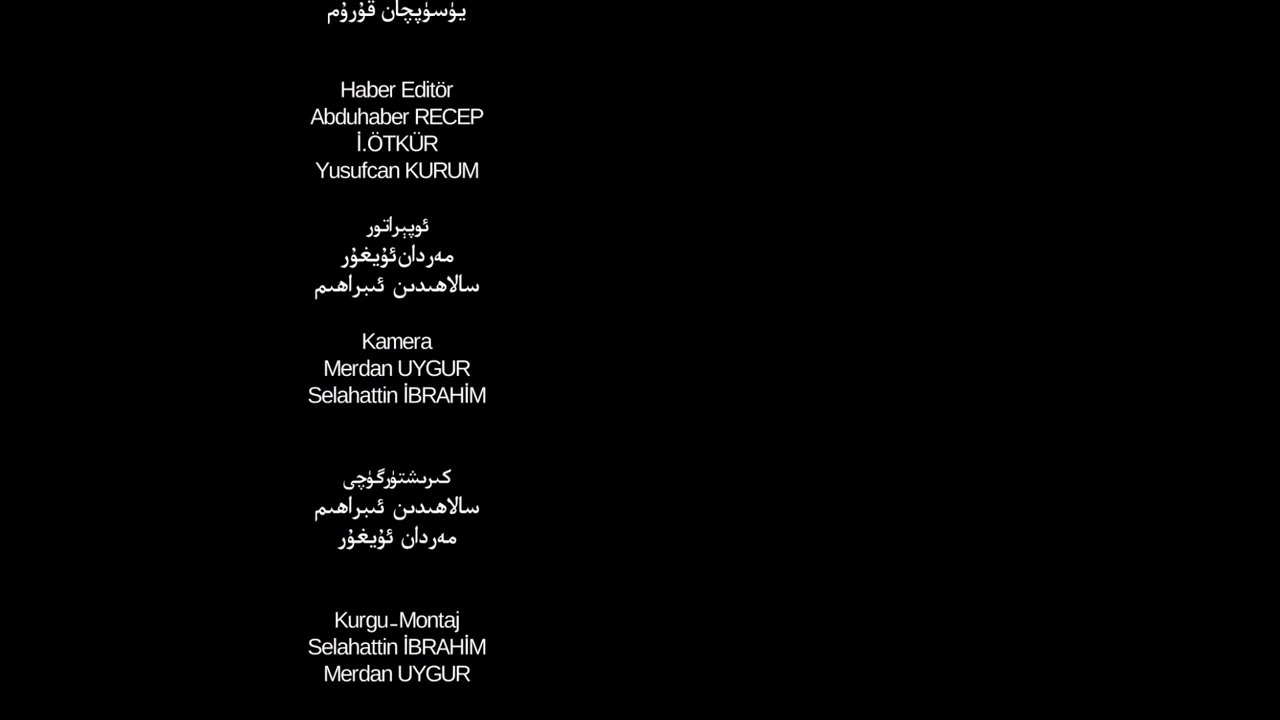 يۈسۈپچان قۇرۇم
Haber Editör
Abduhaber RECEP
İ.ÖTKÜR
Yusufcan KURUM
ئوپېراتور
مەردان ئۇيغۇر
سالاھىدىن ئىبراھىم
Kamera
Merdan UYGUR
Selahattin İBRAHİM
كىرىشتۈرگۈچى
سالاھىدىن ئىبراھىم
مەردان ئۇيغۇر
Kurgu-Montaj
Selahattin İBRAHİM
Merdan UYGUR